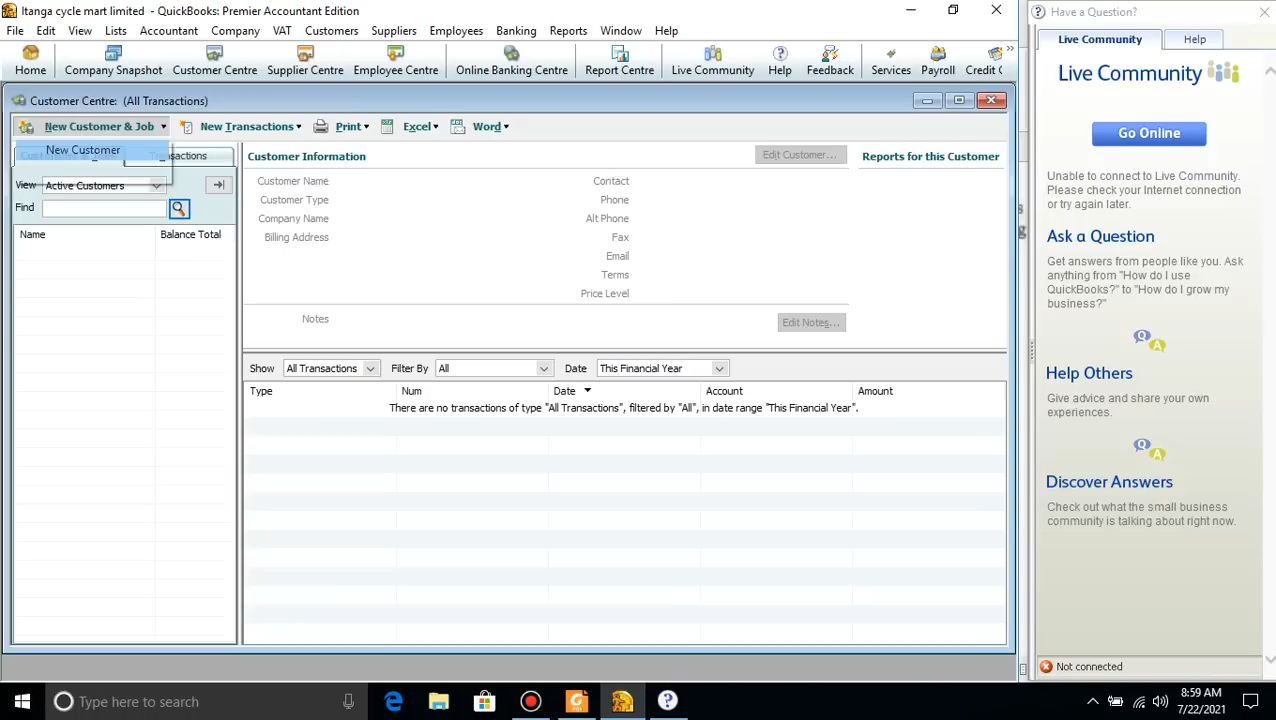 Itanga cycle mart limited - QuickBooks: Premier Accountant Edition
File Edit View Lists Accountant Company VAT Customers Suppliers Employees Banking Reports Window Help
Home Company Snapshot Customer Centre Supplier Centre Employee Centre Online Banking Centre Report Centre Live Community Help Feedback Services Payroll Credit C
Customer Centre: (All Transactions)
New Customer & Job New Transactions Print Excel Word
New Customer
View Active Customers
Find
Name Balance Total
Customer Information Edit Customer... Reports for this Customer
Customer Name Contact
Customer Type Phone
Company Name Alt Phone
Billing Address Fax
Email
Terms
Price Level
Notes Edit Notes...
Show All Transactions Filter By All Date This Financial Year
Type Num Date Account Amount
There are no transactions of type "All Transactions", filtered by "All", in date range "This Financial Year".
Have a Question?
Live Community Help
Live Community
Go Online
Unable to connect to Live Community.
Please check your Internet connection
or try again later.
Ask a Question
Get answers from people like you. Ask
anything from "How do I use
QuickBooks?" to "How do I grow my
business?"
Q A
Help Others
Give advice and share your own
experiences.
Q A
Discover Answers
Check out what the small business
community is talking about right now.
Not connected
Type here to search
8:59 AM
7/22/2021